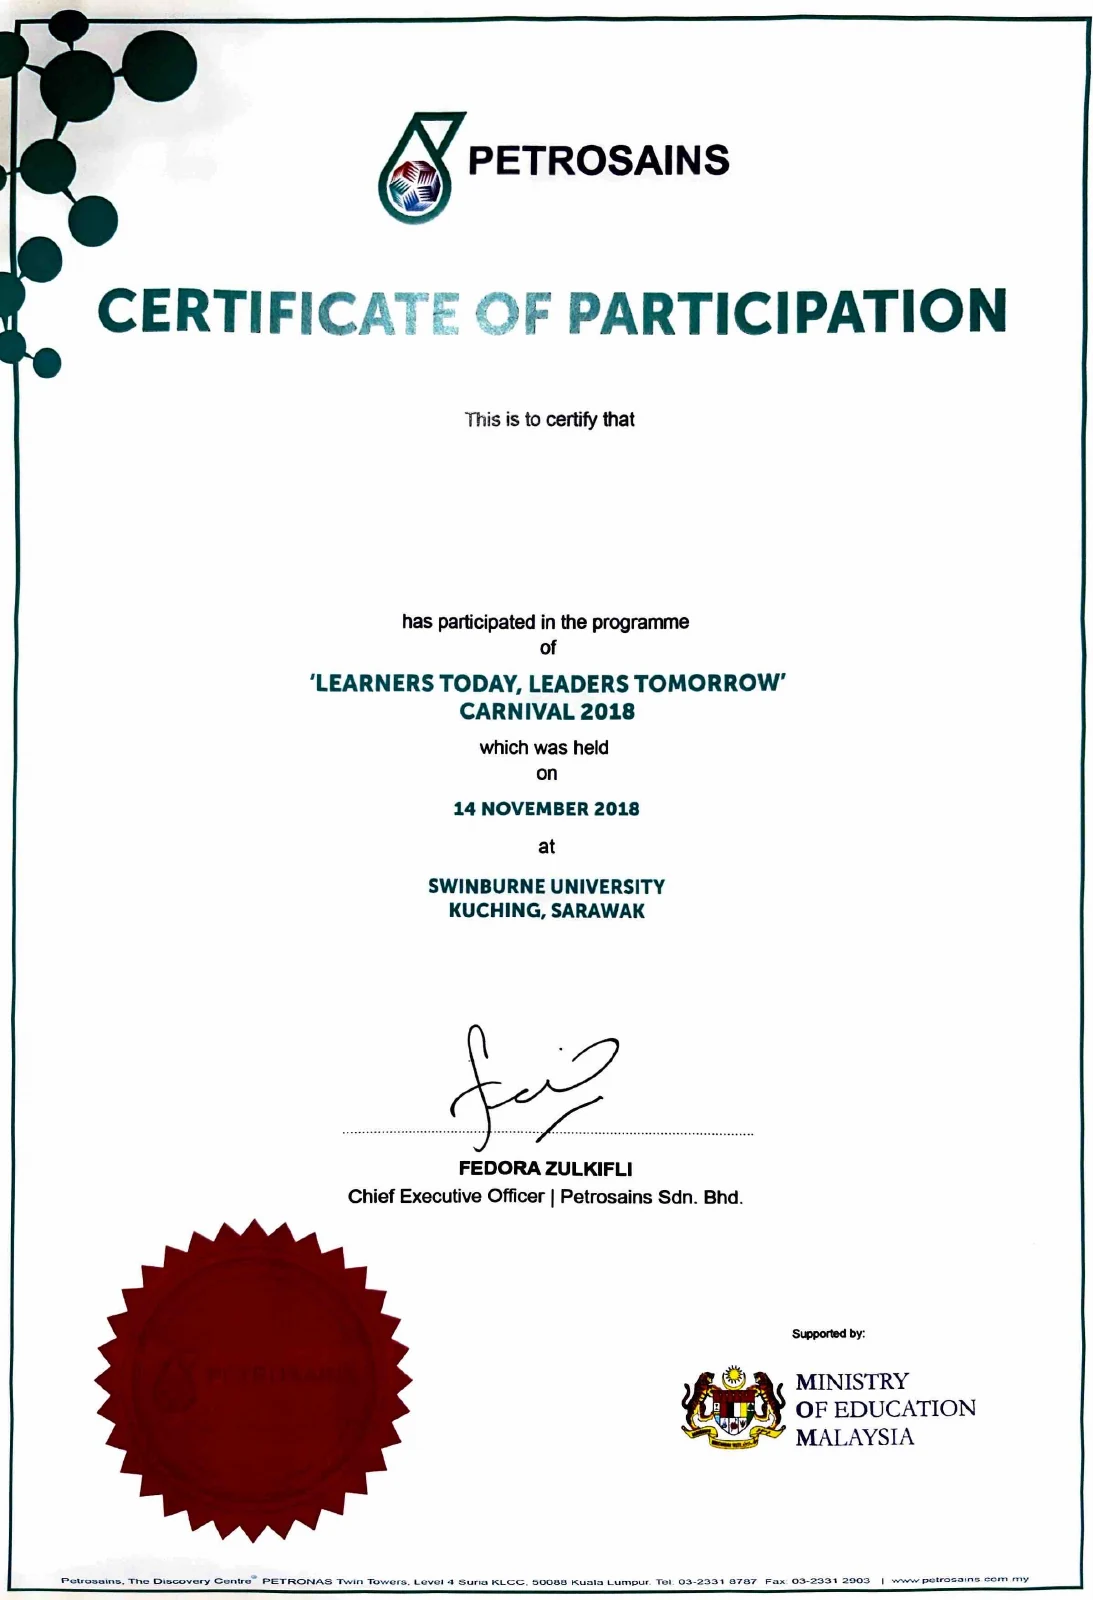 PETROSAINS
CERTIFICATE OF PARTICIPATION
This is to certify that
has participated in the programme
of
‘LEARNERS TODAY, LEADERS TOMORROW’
CARNIVAL 2018
which was held
on
14 NOVEMBER 2018
at
SWINBURNE UNIVERSITY
KUCHING, SARAWAK
FEDORA ZULKIFLI
Chief Executive Officer | Petrosains Sdn. Bhd.
PETROSAINS
Supported by:
MINISTRY
OF EDUCATION
MALAYSIA
Petrosains, The Discovery Centre® PETRONAS Twin Towers, Level 4 Suria KLCC, 50088 Kuala Lumpur. Tel. 03-2331 8787 Fax 03-2331 2903 | www.petrosains.com.my